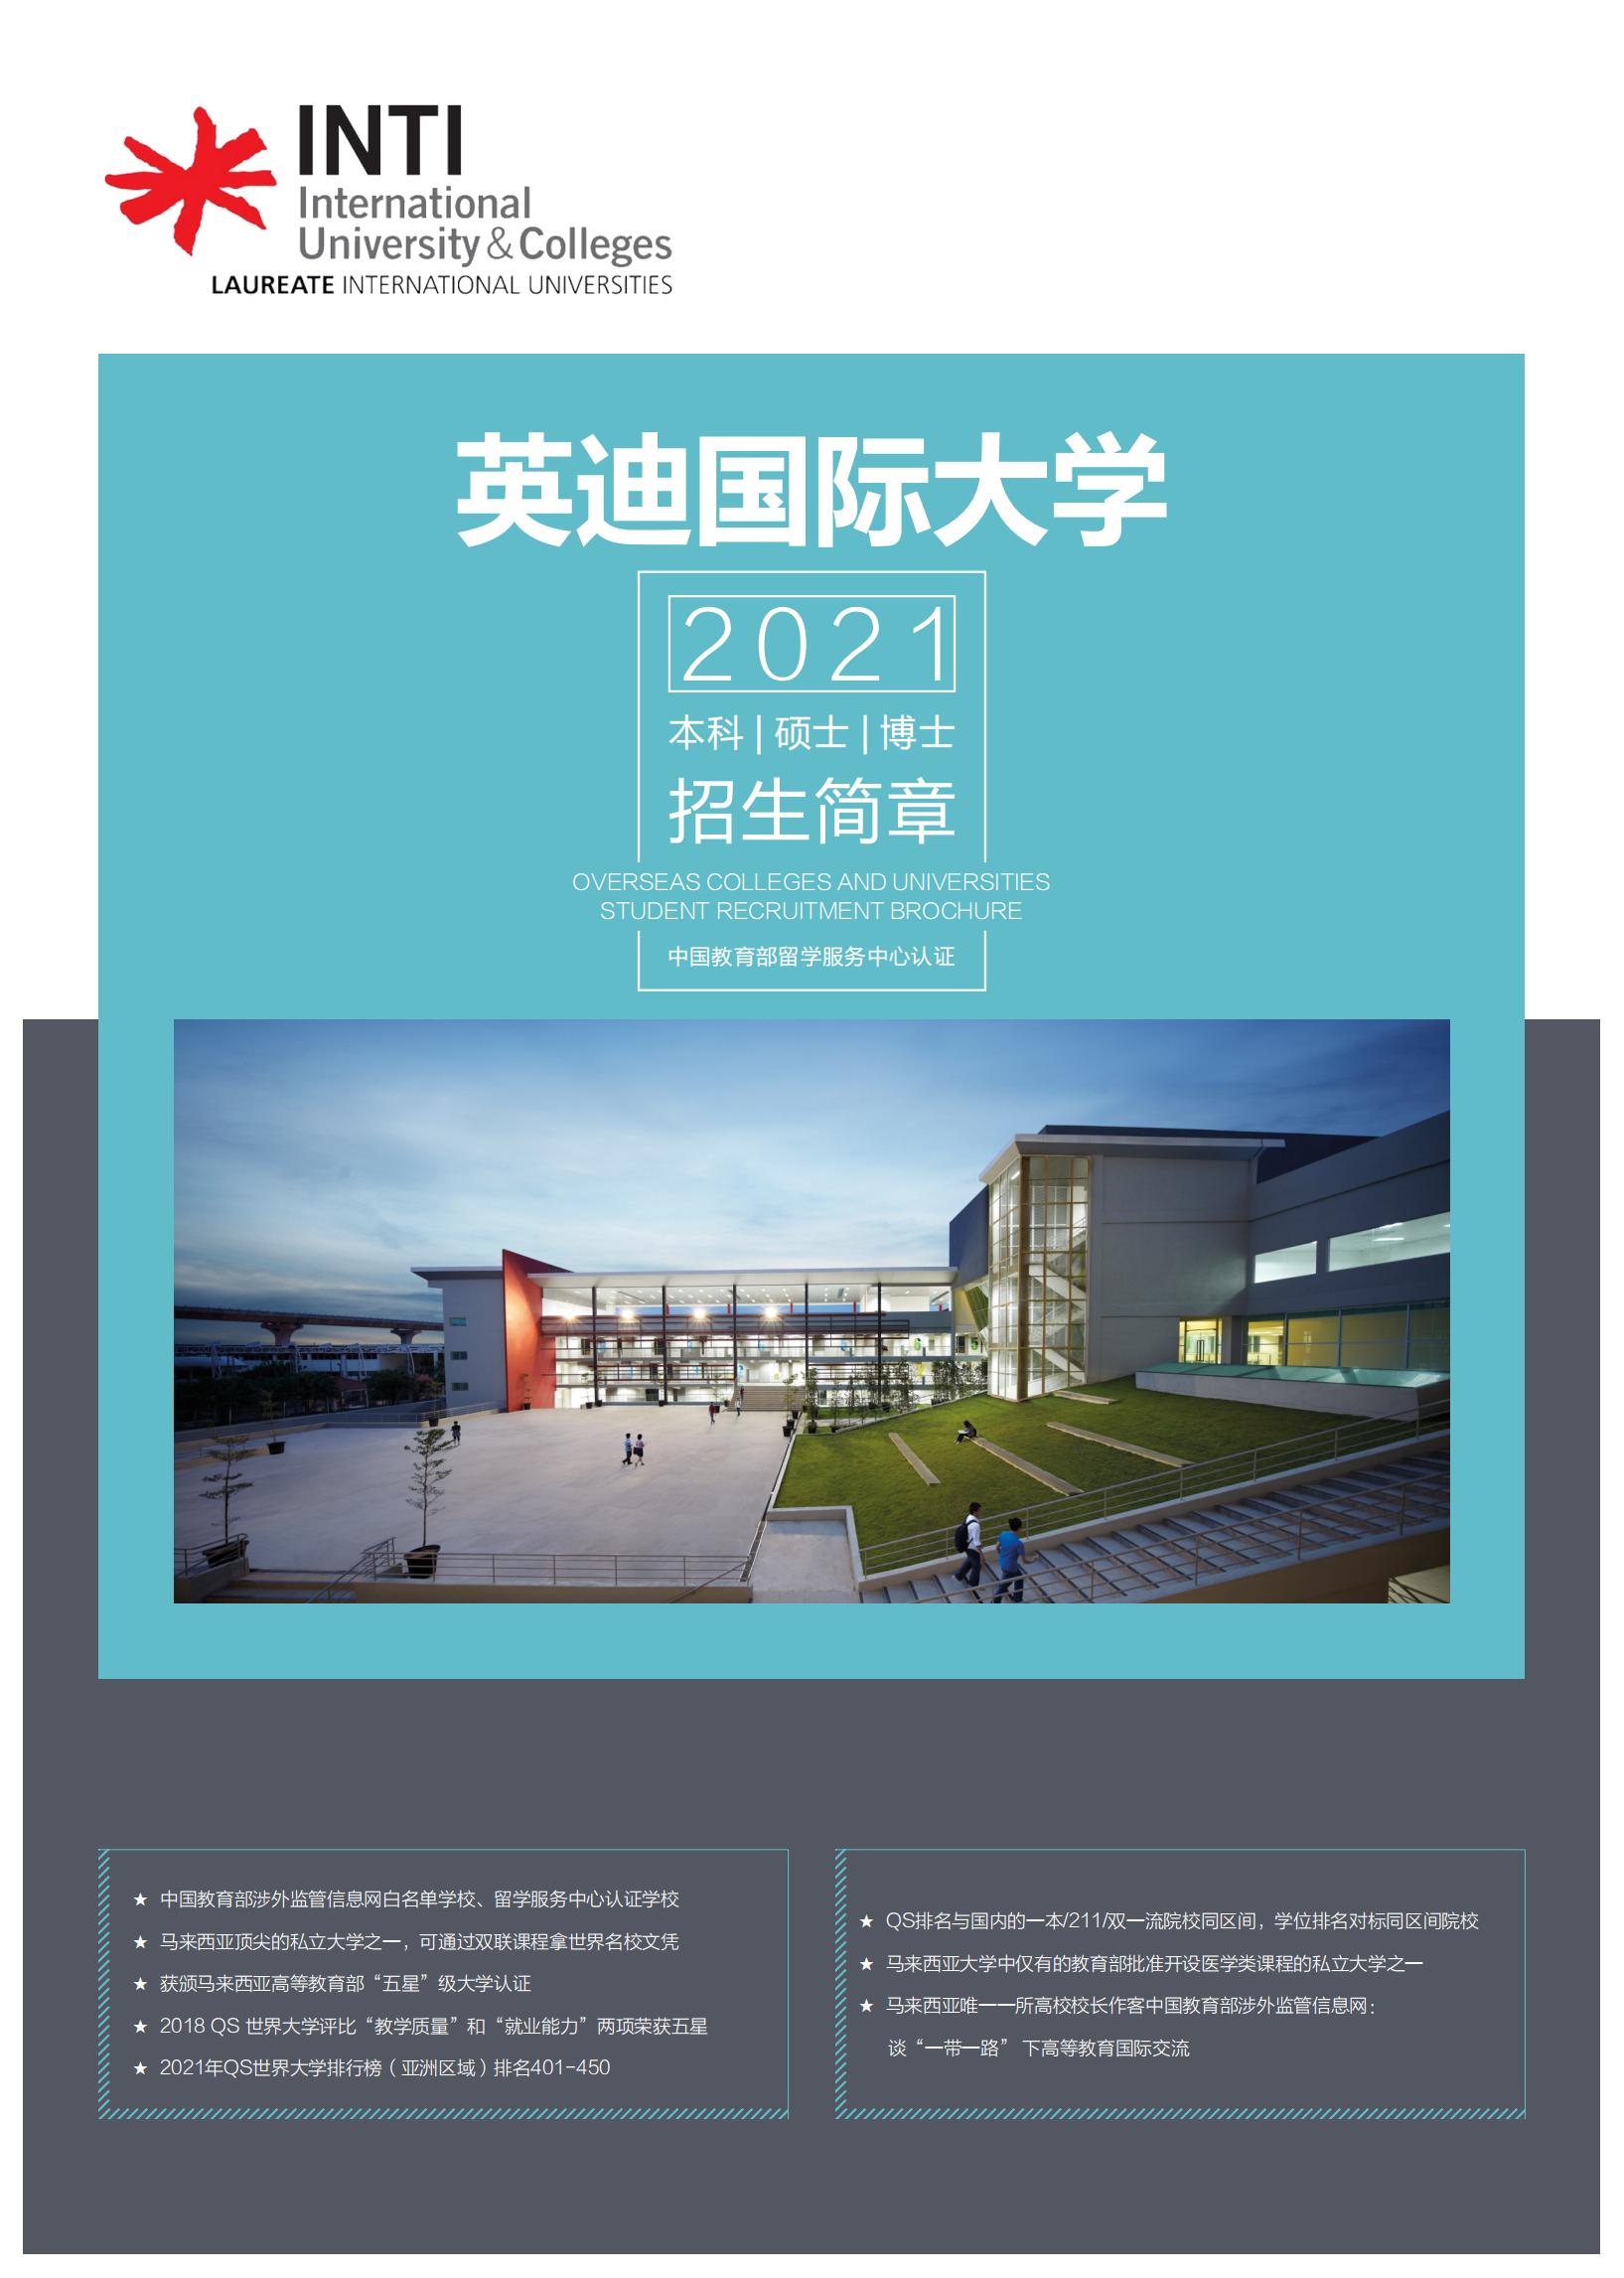 INTI
International
University & Colleges
LAUREATE INTERNATIONAL UNIVERSITIES
英迪国际大学
2021
本科 | 硕士 | 博士
招生简章
OVERSEAS COLLEGES AND UNIVERSITIES
STUDENT RECRUITMENT BROCHURE
中国教育部留学服务中心认证
★ 中国教育部涉外监管信息网白名单学校、留学服务中心认证学校
★ 马来西亚顶尖的私立大学之一，可通过双联课程拿世界名校文凭
★ 获颁马来西亚高等教育部“五星”级大学认证
★ 2018 QS 世界大学评比“教学质量”和“就业能力”两项荣获五星
★ 2021年QS世界大学排行榜（亚洲区域）排名401-450
★ QS排名与国内的一本/211/双一流院校同区间，学位排名对标同区间院校
★ 马来西亚大学中仅有的教育部批准开设医学类课程的私立大学之一
★ 马来西亚唯一一所高校校长作客中国教育部涉外监管信息网：
谈“一带一路” 下高等教育国际交流